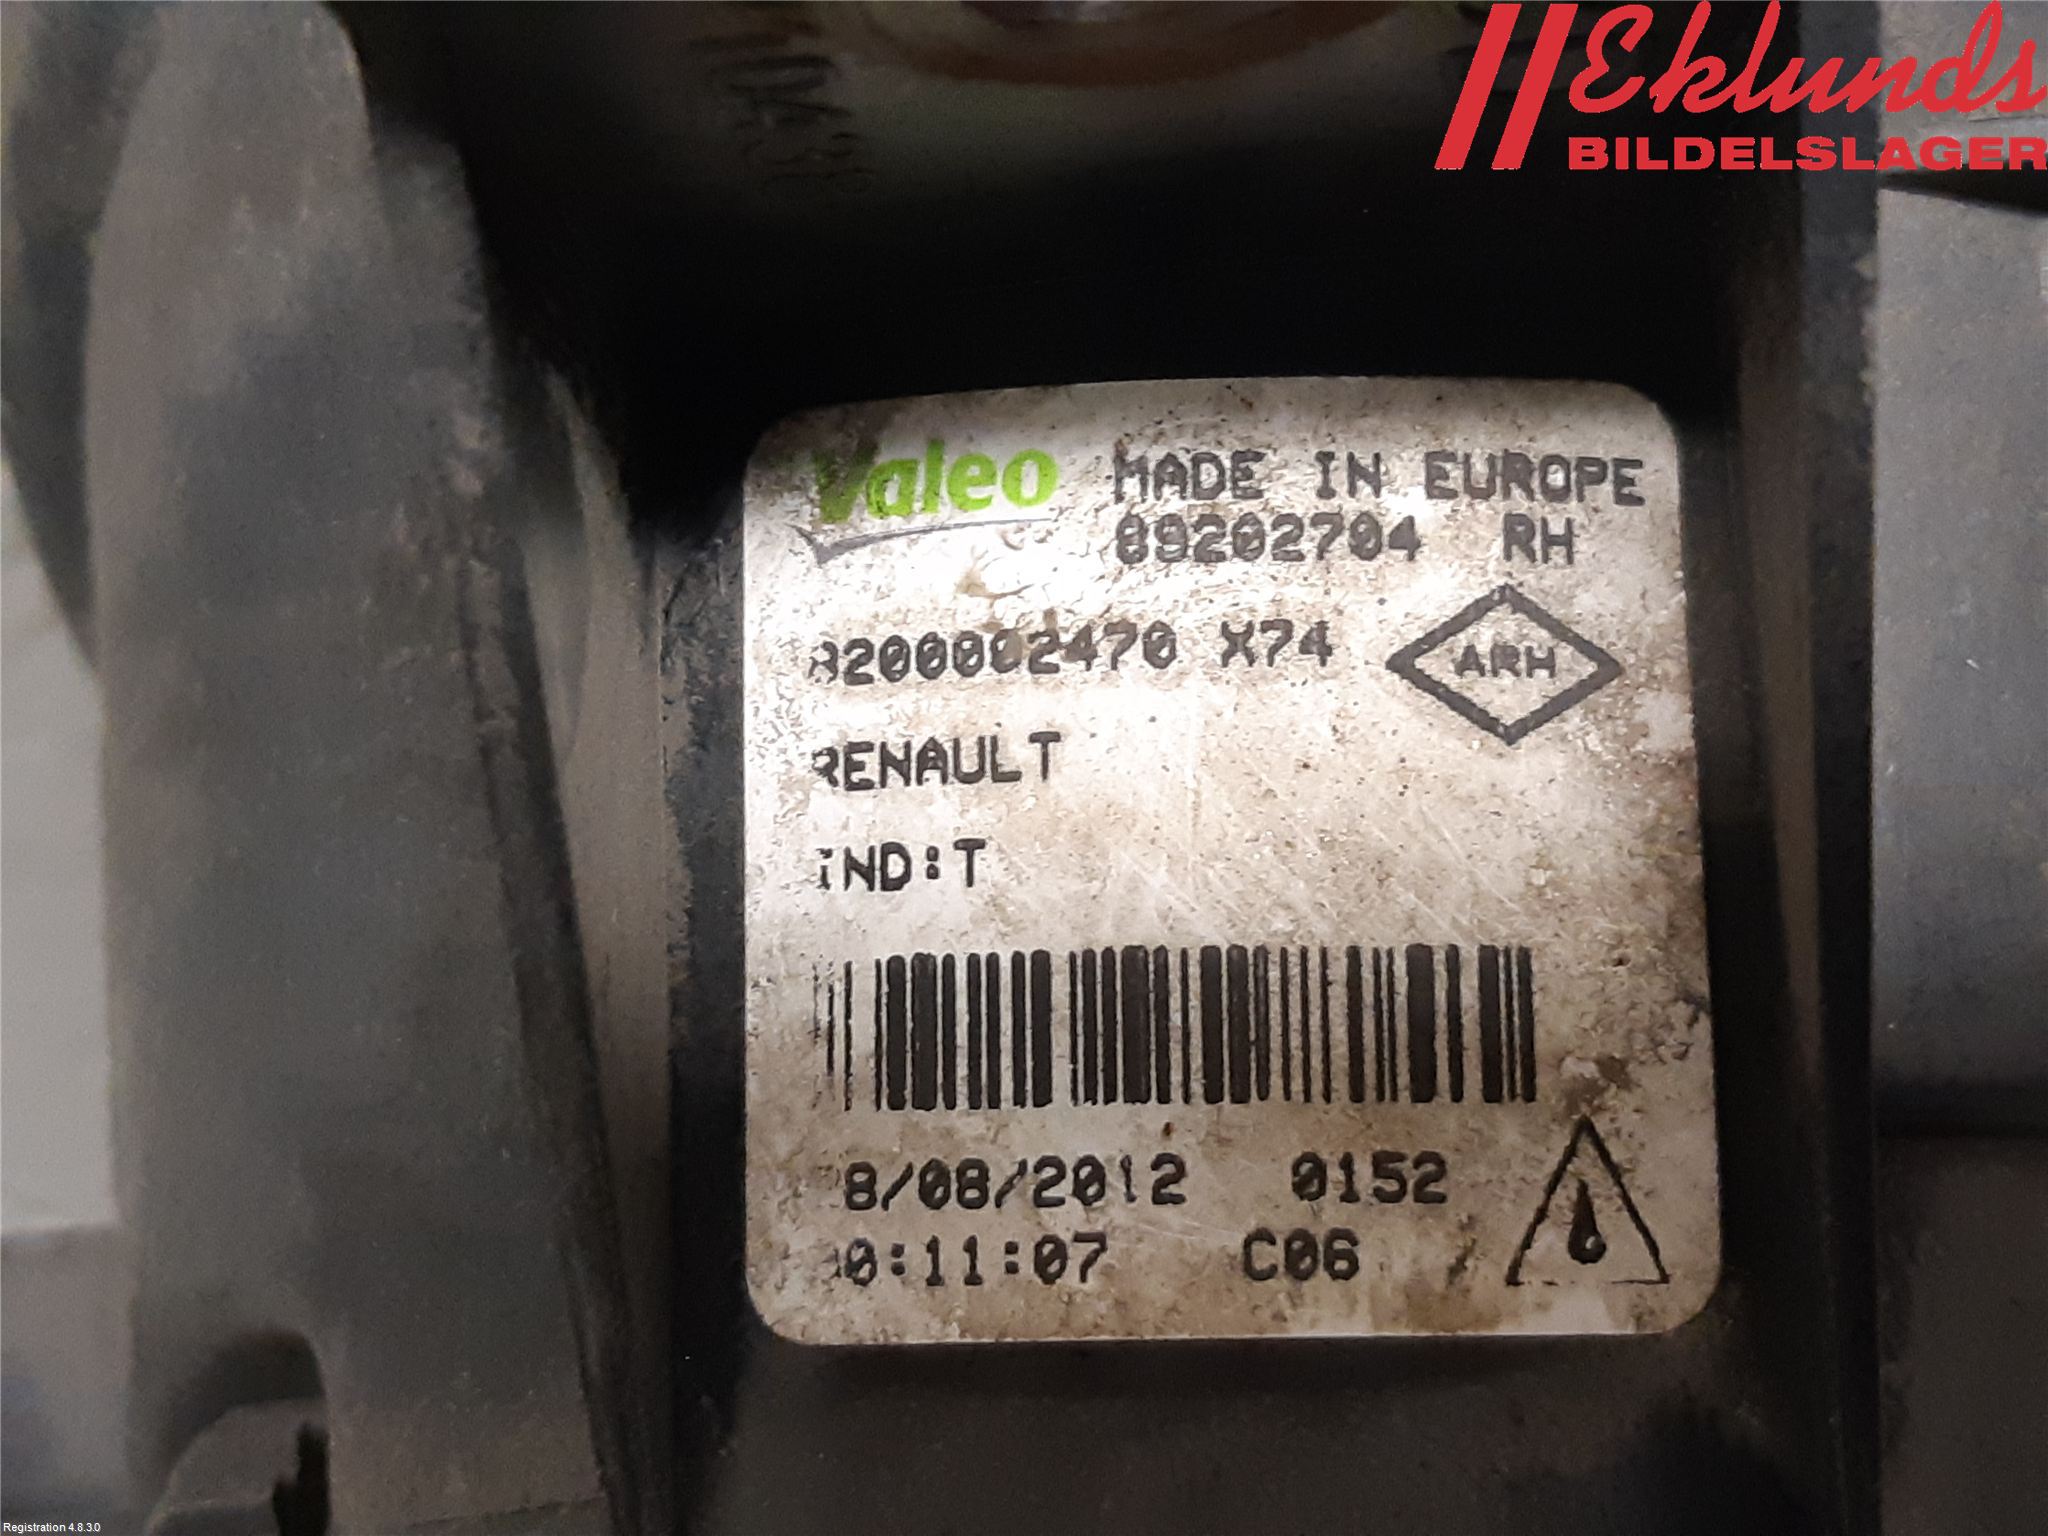 Eklunds
BILDELSLAGER
Valeo
MADE IN EUROPE
89202704 RH
8200002470 X74
ARH
RENAULT
IND:T
8/08/2012 0152
0:11:07 C06
Registration 4.8.3.0